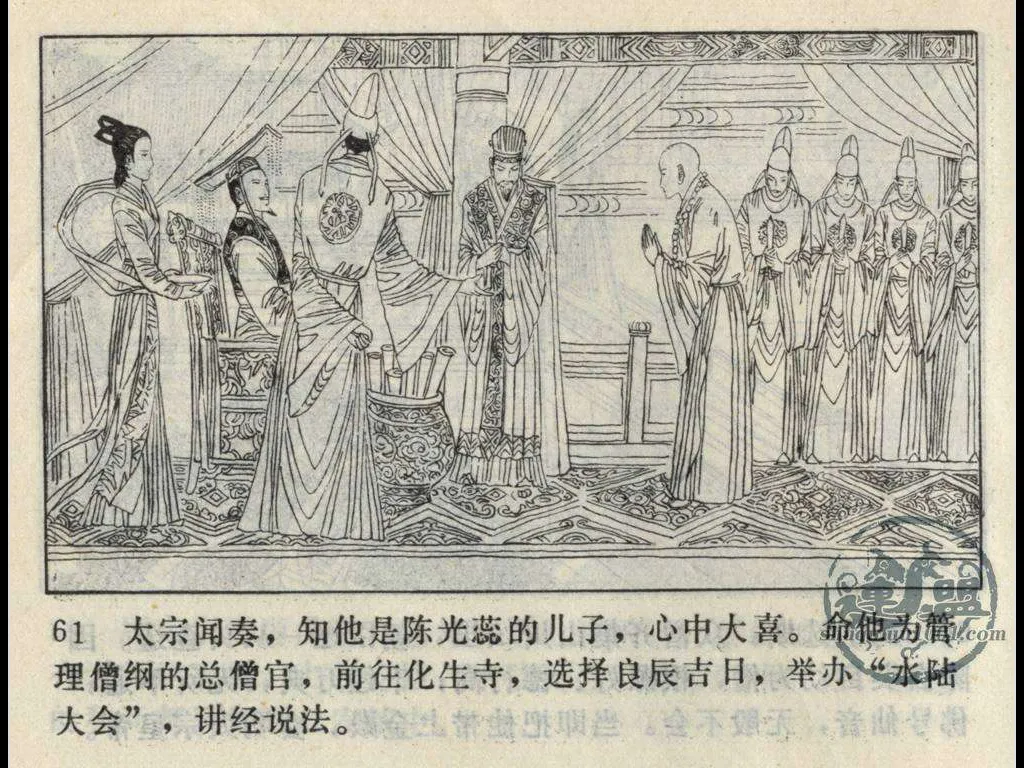 61 太宗闻奏，知他是陈光蕊的儿子，心中大喜。命他为管
理僧纲的总僧官，前往化生寺，选择良辰吉日，举办“水陆
大会”，讲经说法。